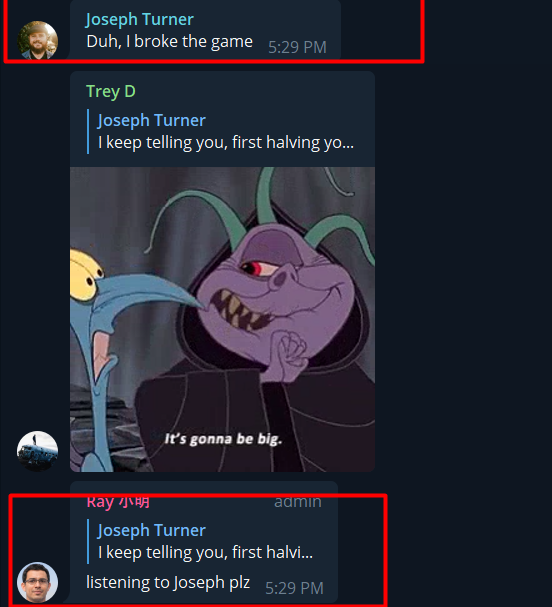 Joseph Turner
Duh, I broke the game 5:29 PM
Trey D
Joseph Turner
I keep telling you, first halving yo...
It's gonna be big.
Ray 小明 admin
Joseph Turner
I keep telling you, first halvi...
listening to Joseph plz 5:29 PM